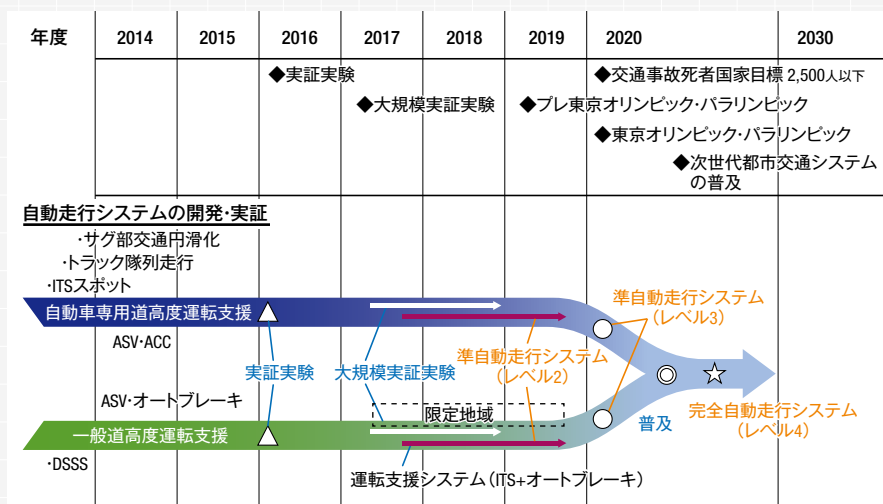 年度 2014 2015 2016 2017 2018 2019 2020 2030
◆実証実験
◆交通事故死者国家目標 2,500人以下
◆大規模実証実験
◆プレ東京オリンピック・パラリンピック
◆東京オリンピック・パラリンピック
◆次世代都市交通システム
の普及
自動走行システムの開発・実証
・サグ部交通円滑化
・トラック隊列走行
・ITSスポット
自動車専用道高度運転支援
準自動走行システム
(レベル3)
ASV・ACC
実証実験
大規模実証実験
準自動走行システム
(レベル2)
ASV・オートブレーキ
限定地域
普及
完全自動走行システム
(レベル4)
一般道高度運転支援
・DSSS
運転支援システム(ITS+オートブレーキ)